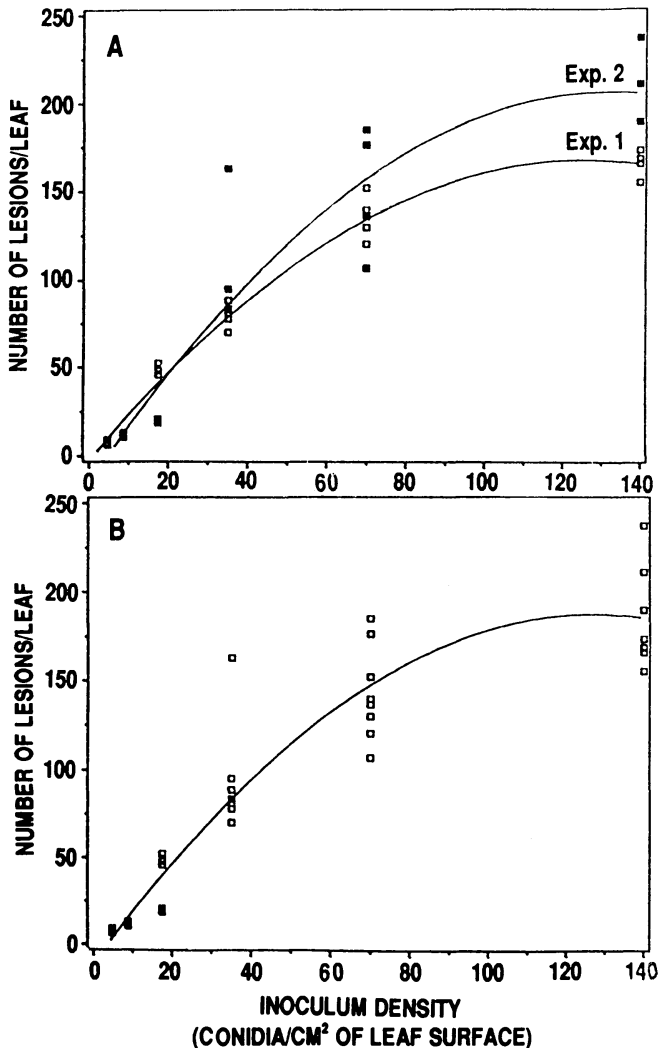 A
250
200
150
100
50
0
NUMBER OF LESIONS/LEAF
Exp. 2
Exp. 1
0 20 40 60 80 100 120 140
B
250
200
150
100
50
0
NUMBER OF LESIONS/LEAF
0 20 40 60 80 100 120 140
INOCULUM DENSITY
(CONIDIA/CM² OF LEAF SURFACE)